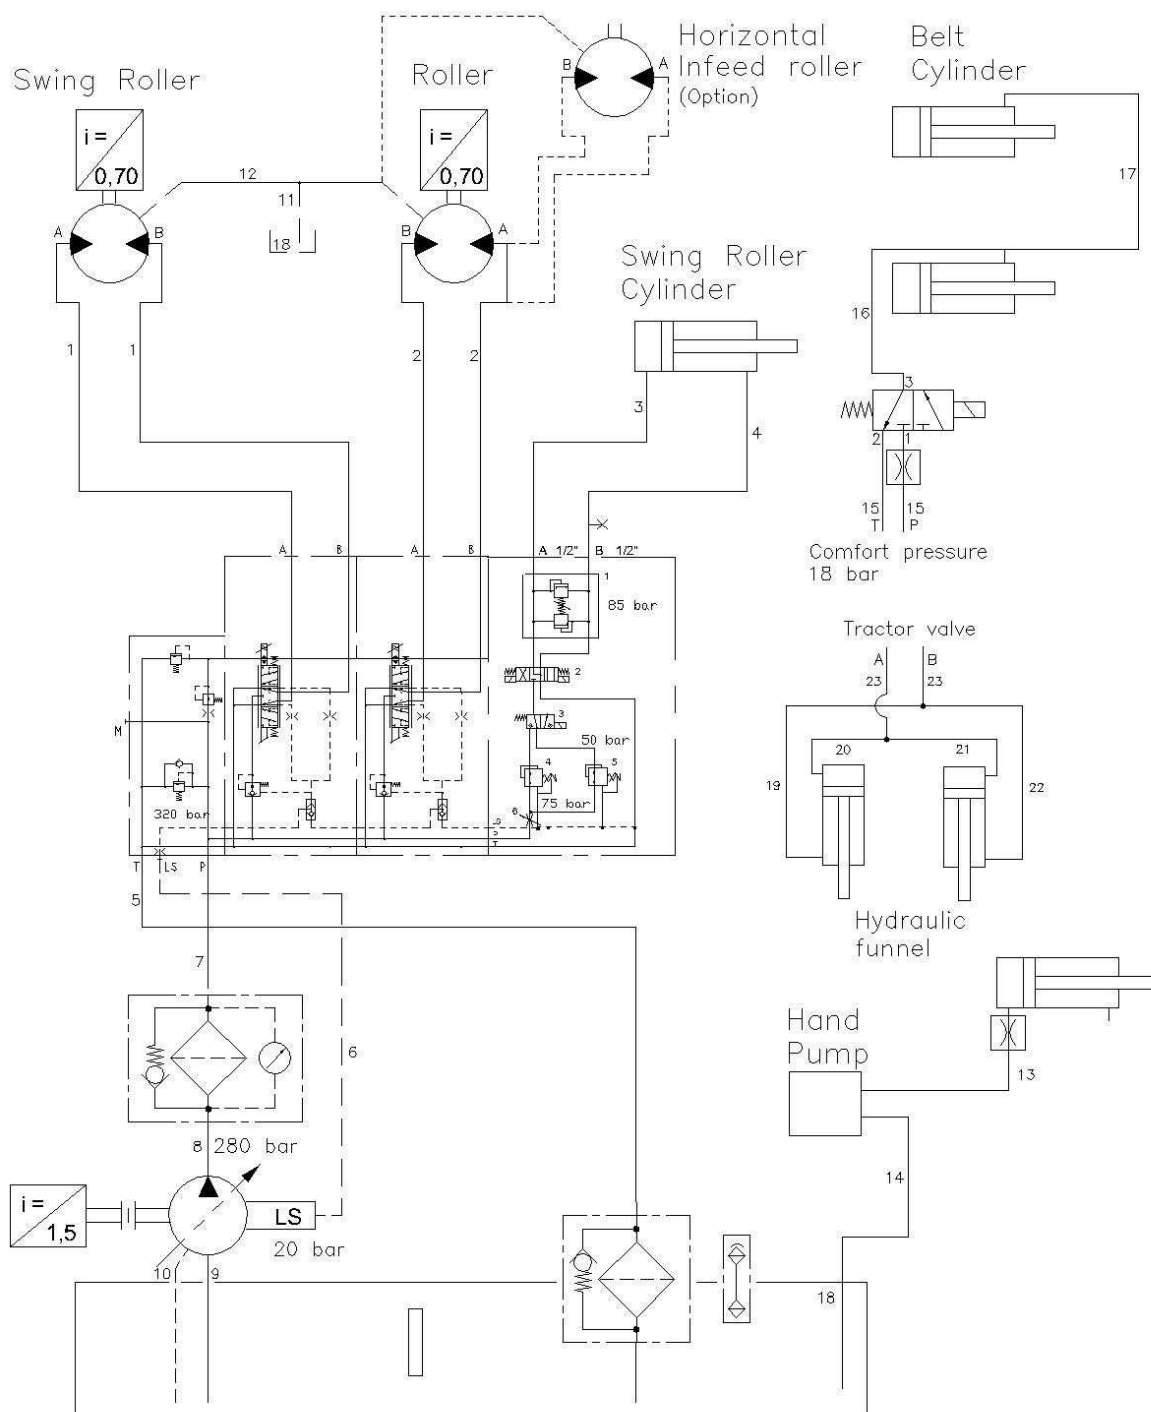 Horizontal
Infeed roller
(Option)
Belt
Cylinder
Swing Roller
Roller
B
A
i =
0,70
i =
0,70
12
11
18
17
A
B
B
A
Swing Roller
Cylinder
16
1
1
2
2
3
4
3
2
1
15
15
T
P
Comfort pressure
18 bar
A
B
A
B
A 1/2"
B 1/2"
1
85 bar
Tractor valve
A
B
23
23
2
3
M
50 bar
4
5
20
21
19
22
75 bar
6
320 bar
LS
P
T
T
LS
P
5
Hydraulic
funnel
7
6
Hand
Pump
13
8
280 bar
14
i =
1,5
LS
20 bar
10
9
18